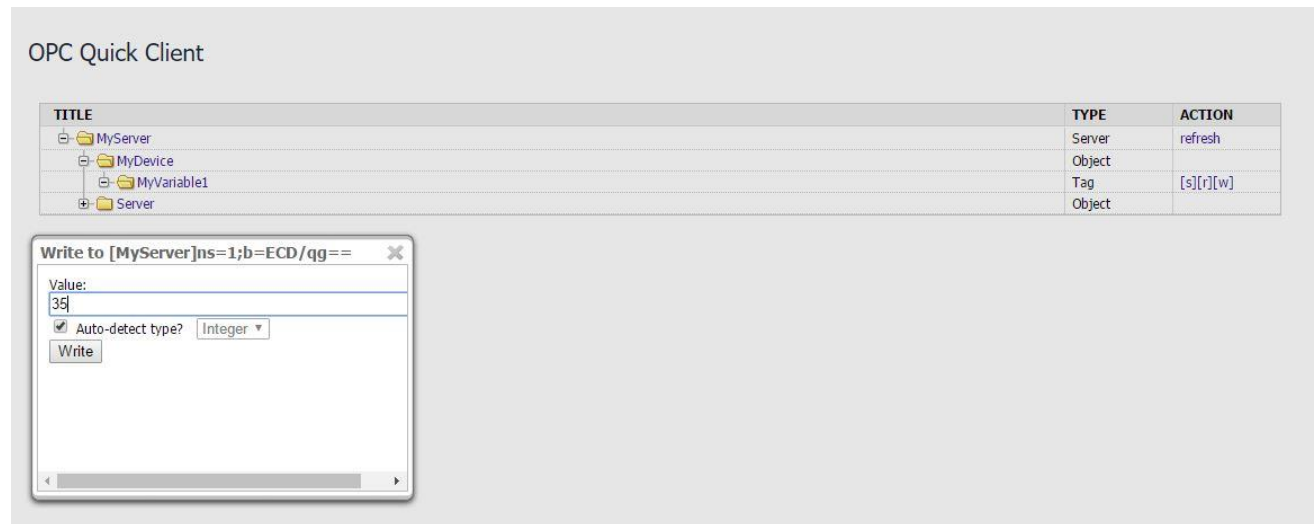 OPC Quick Client
TITLE TYPE ACTION
MyServer Server refresh
MyDevice Object
MyVariable1 Tag [s][r][w]
Server Object
Write to [MyServer]ns=1;b=ECD/qg==
Value:
35
Auto-detect type? Integer
Write